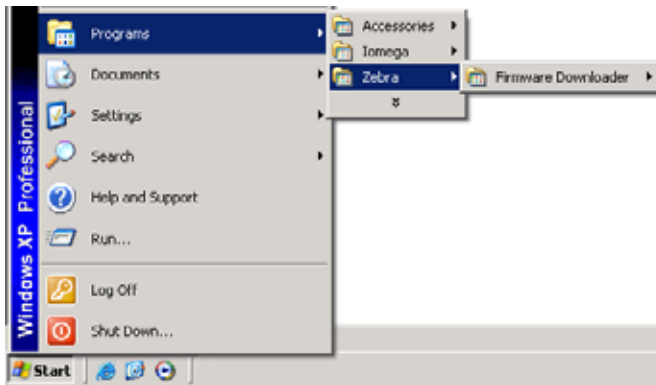 Programs
Documents
Settings
Search
Help and Support
Run...
Log Off
Shut Down...
Windows XP Professional
Start
Accessories
Iomega
Zebra
Firmware Downloader